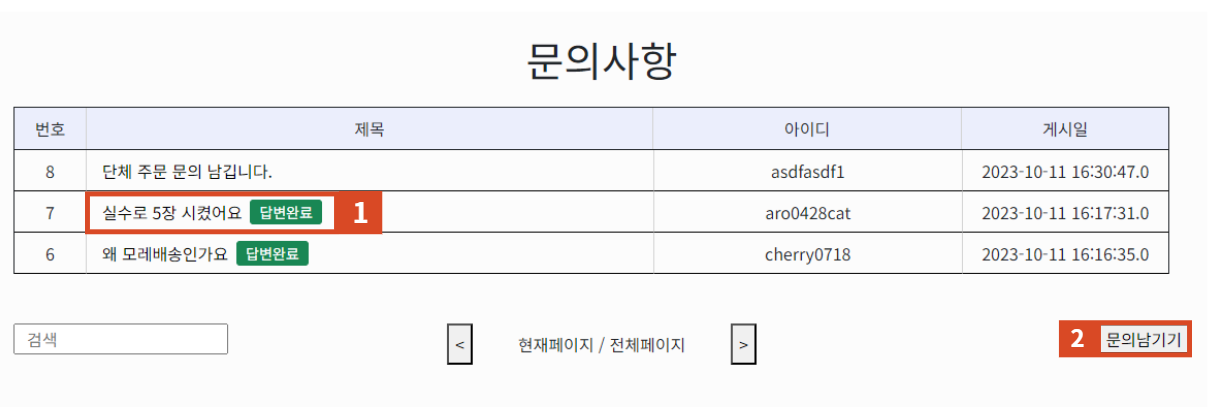 문의사항
번호 제목 아이디 게시일
8 단체 주문 문의 남깁니다. asdfasdf1 2023-10-11 16:30:47.0
7 실수로 5장 시켰어요 답변완료 1 aro0428cat 2023-10-11 16:17:31.0
6 왜 모레배송인가요 답변완료 cherry0718 2023-10-11 16:16:35.0
검색 < 현재페이지 / 전체페이지 > 2 문의남기기